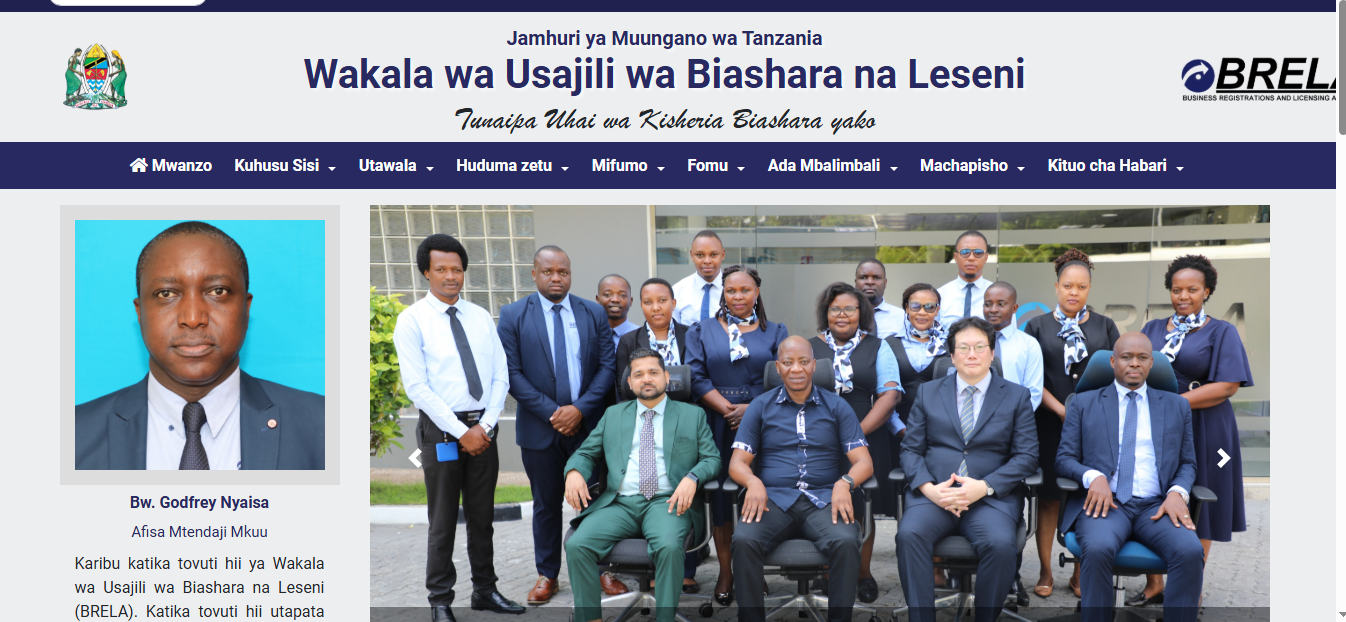 Jamhuri ya Muungano wa Tanzania
Wakala wa Usajili wa Biashara na Leseni
Tunaipa Uhai wa Kisheria Biashara yako
BRELA
BUSINESS REGISTRATIONS AND LICENSING A
Mwanzo Kuhusu Sisi Utawala Huduma zetu Mifumo Fomu Ada Mbalimbali Machapisho Kituo cha Habari
Bw. Godfrey Nyaisa
Afisa Mtendaji Mkuu
Karibu katika tovuti hii ya Wakala
wa Usajili wa Biashara na Leseni
(BRELA). Katika tovuti hii utapata